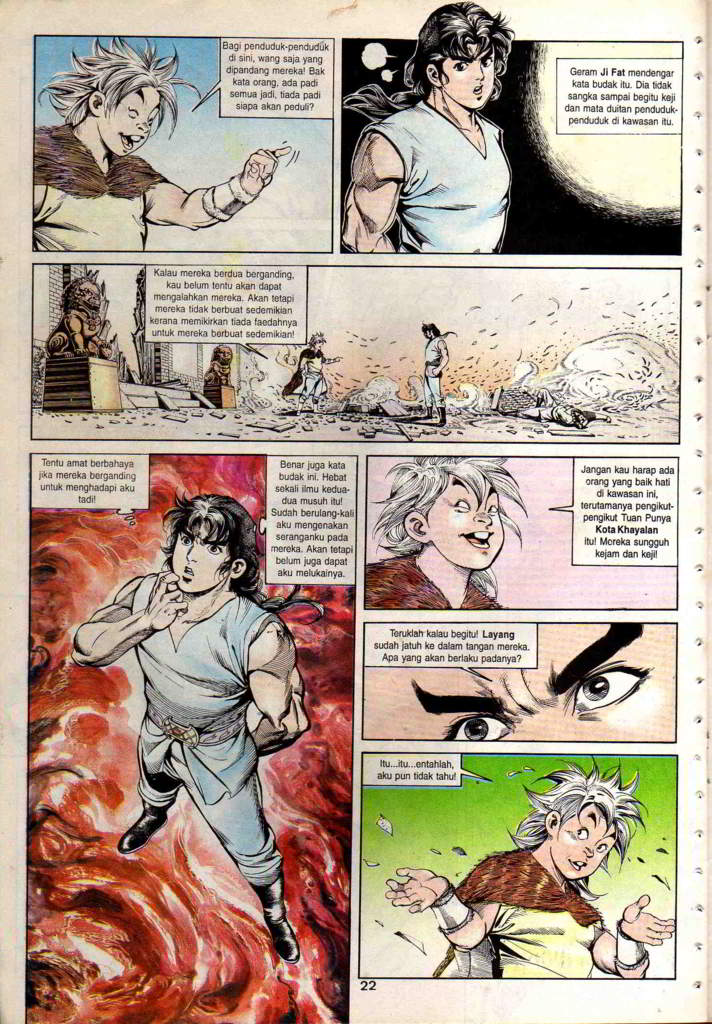 Bagi penduduk-penduduk
di sini, wang saja yang
dipandang mereka! Bak
kata orang, ada padi
semua jadi, tiada padi
siapa akan peduli?
Geram Ji Fat mendengar
kata budak itu. Dia tidak
sangka sampai begitu keji
dan mata duitan penduduk-
penduduk di kawasan itu.
Kalau mereka berdua berganding,
kau belum tentu akan dapat
mengalahkan mereka. Akan tetapi
mereka tidak berbuat sedemikian
kerana memikirkan tiada faedahnya
untuk mereka berbuat sedemikian!
Tentu amat berbahaya
jika mereka berganding
untuk menghadapi aku
tadi!
Benar juga kata
budak ini. Hebat
sekali ilmu kedua-
dua musuh itu!
Sudah berulang-kali
aku mengenakan
seranganku pada
mereka. Akan tetapi
belum juga dapat
aku melukainya.
Jangan kau harap ada
orang yang baik hati
di kawasan ini,
terutamanya pengikut-
pengikut Tuan Punya
Kota Khayalan
itu! Moreka sungguh
kejam dan keji!
Teruklah kalau begitu! Layang
sudah jatuh ke dalam tangan mereka.
Apa yang akan berlaku padanya?
Itu...itu...entahlah,
aku pun tidak tahu!
22